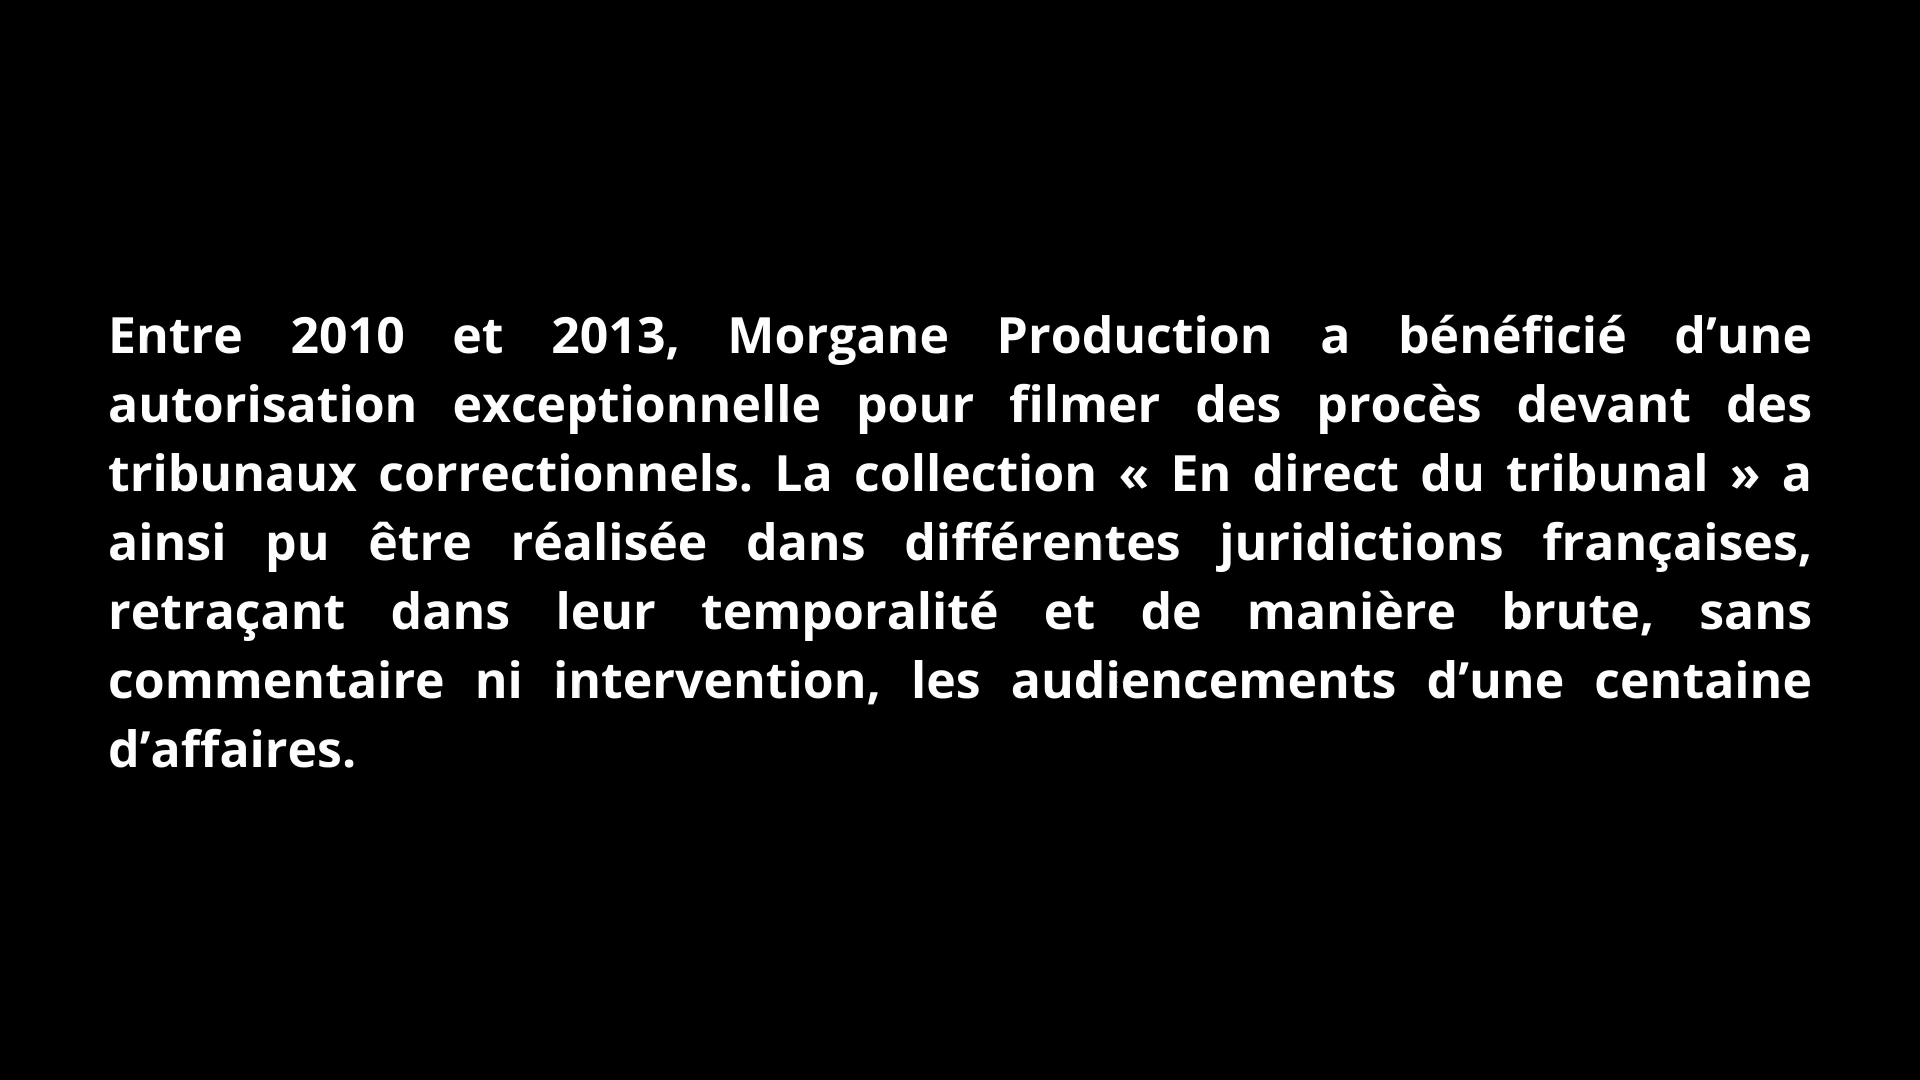 Entre 2010 et 2013, Morgane Production a bénéficié d’une
autorisation exceptionnelle pour filmer des procès devant des
tribunaux correctionnels. La collection « En direct du tribunal » a
ainsi pu être réalisée dans différentes juridictions françaises,
retraçant dans leur temporalité et de manière brute, sans
commentaire ni intervention, les audiencements d’une centaine
d’affaires.